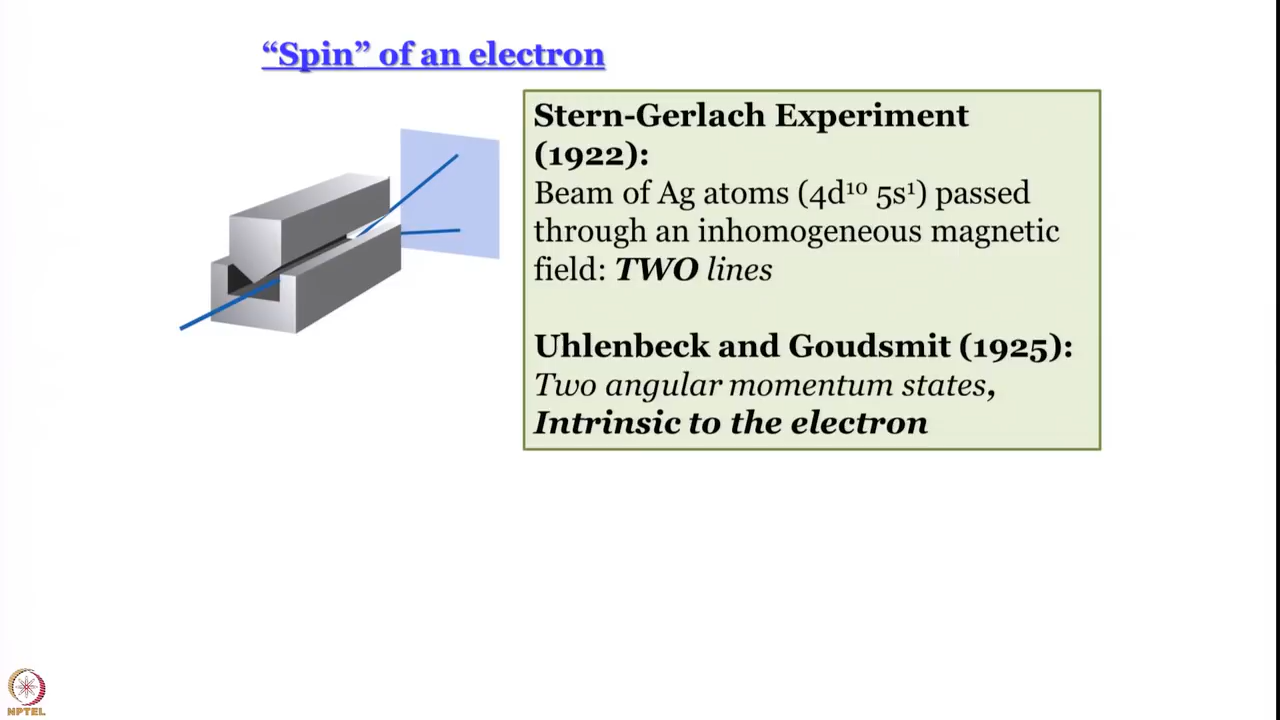 “Spin” of an electron
Stern-Gerlach Experiment
(1922):
Beam of Ag atoms (4d¹⁰ 5s¹) passed
through an inhomogeneous magnetic
field: TWO lines
Uhlenbeck and Goudsmit (1925):
Two angular momentum states,
Intrinsic to the electron
NPTEL